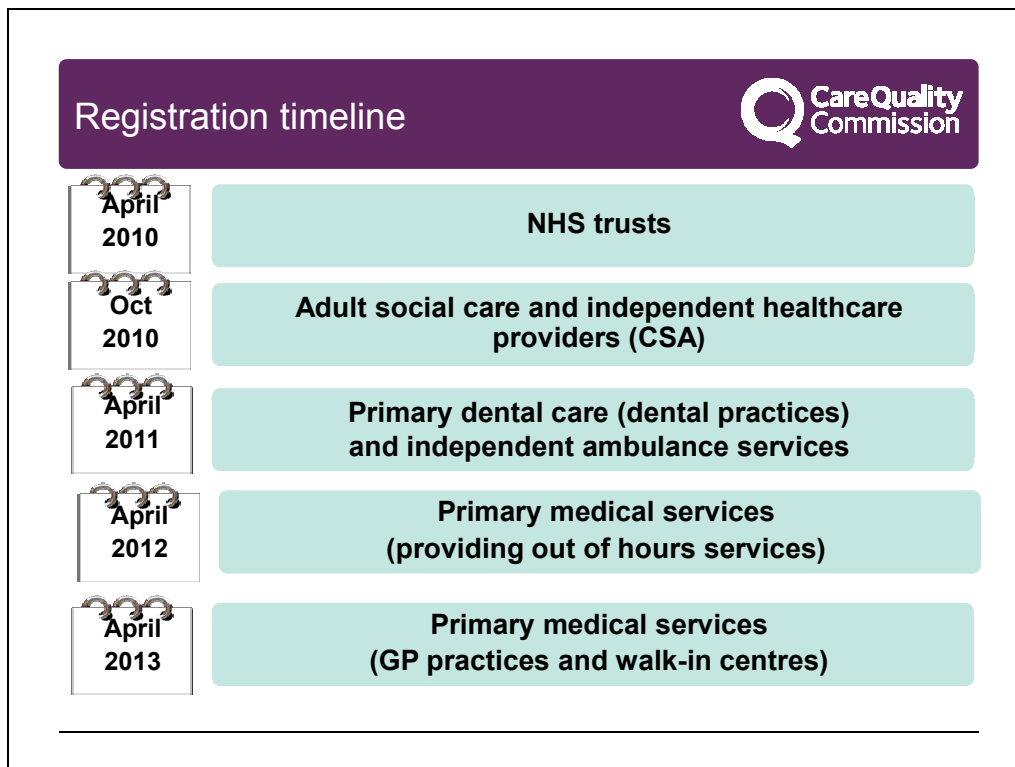 Registration timeline
CareQuality
Commission
April
2010
NHS trusts
Oct
2010
Adult social care and independent healthcare
providers (CSA)
April
2011
Primary dental care (dental practices)
and independent ambulance services
April
2012
Primary medical services
(providing out of hours services)
April
2013
Primary medical services
(GP practices and walk-in centres)